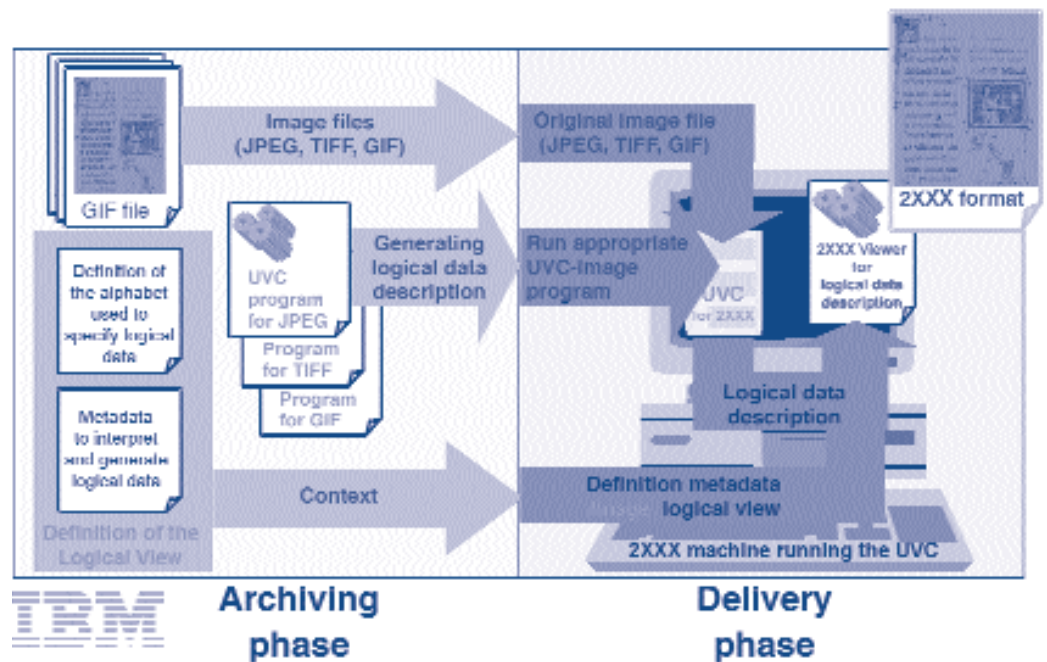 Image files
(JPEG, TIFF, GIF)
GIF file
Definition of
the alphabet
used to
specify logical
data
Metadata
to interpret
and generate
logical data
Definition of the
Logical View
UVC
program
for JPEG
Program
for TIFF
Program
for GIF
Generating
logical data
description
Context
Original image file
(JPEG, TIFF, GIF)
Run appropriate
UVC-image
program
UVC
for 2XXX
2XXX Viewer
for
logical data
description
2XXX format
Logical data
description
Definition metadata
logical view
2XXX machine running the UVC
IBM
Archiving
phase
Delivery
phase